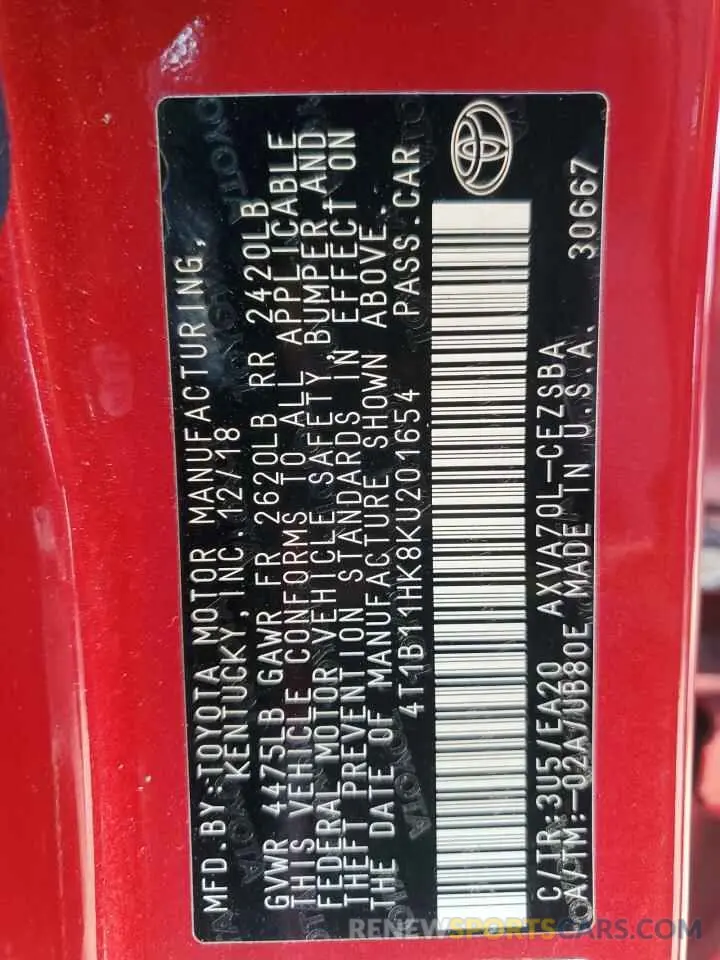 MFD.BY:TOYOTA MOTOR MANUFACTURING,
KENTUCKY,INC.12/18
GVWR 4475LB GAWR FR 2620LB RR 2420LB
THIS VEHICLE CONFORMS TO ALL APPLICABLE
FEDERAL MOTOR VEHICLE SAFETY,BUMPER AND
THEFT PREVENTION STANDARDS IN EFFECT ON
THE DATE OF MANUFACTURE SHOWN ABOVE.
4T1B11HK8KU201654 PASS.CAR
C/TR:3U5/EA20 AXVA70L-CEZSBA
A/TM:-02A/UB80E MADE IN U.S.A. 30667
RENEWSPORTSCARS.COM